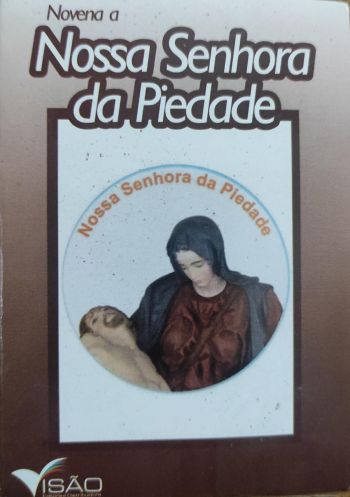 Novena a
Nossa Senhora
da Piedade
Nossa Senhora da Piedade
VISÃO